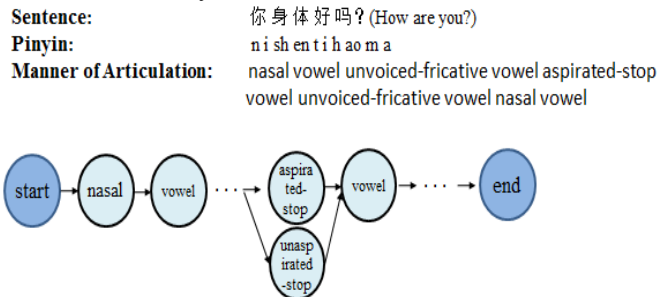 Sentence: 你身体好吗? (How are you?)
Pinyin: n i sh en t i h ao m a
Manner of Articulation: nasal vowel unvoiced-fricative vowel aspirated-stop
vowel unvoiced-fricative vowel nasal vowel
start
nasal
vowel
...
aspira
ted-
stop
unasp
irated
-stop
vowel
...
end